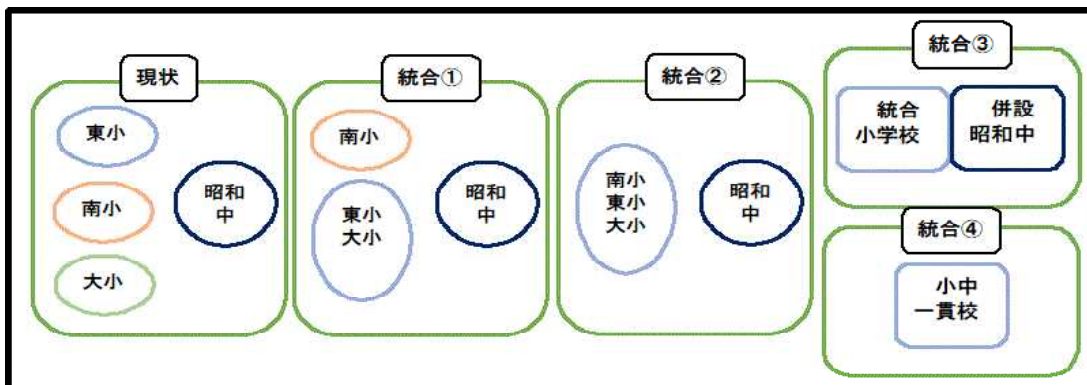 現状
東小
南小
大小
昭和
中
統合①
南小
東小
大小
昭和
中
統合②
南小
東小
大小
昭和
中
統合③
統合
小学校
併設
昭和中
統合④
小中
一貫校